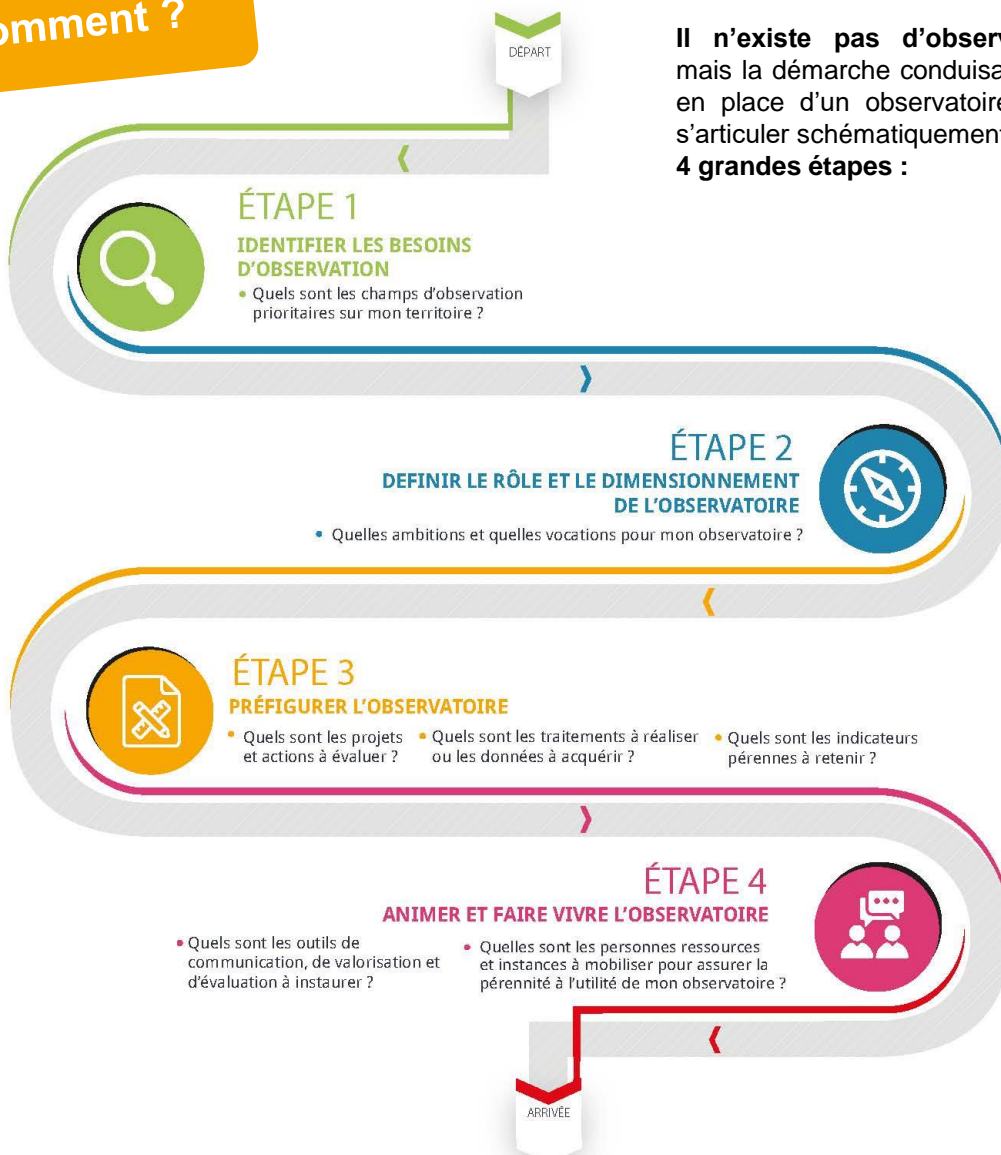 omment ?
DÉPART
Il n’existe pas d’observ
mais la démarche conduisa
en place d’un observatoire
s’articuler schématiquement
4 grandes étapes :
ÉTAPE 1
IDENTIFIER LES BESOINS
D’OBSERVATION
• Quels sont les champs d’observation
prioritaires sur mon territoire ?
ÉTAPE 2
DEFINIR LE RÔLE ET LE DIMENSIONNEMENT
DE L’OBSERVATOIRE
• Quelles ambitions et quelles vocations pour mon observatoire ?
ÉTAPE 3
PRÉFIGURER L’OBSERVATOIRE
• Quels sont les projets
et actions à évaluer ?
• Quels sont les traitements à réaliser
ou les données à acquérir ?
• Quels sont les indicateurs
pérennes à retenir ?
ÉTAPE 4
ANIMER ET FAIRE VIVRE L’OBSERVATOIRE
• Quels sont les outils de
communication, de valorisation et
d’évaluation à instaurer ?
• Quelles sont les personnes ressources
et instances à mobiliser pour assurer la
pérennité à l’utilité de mon observatoire ?
ARRIVÉE